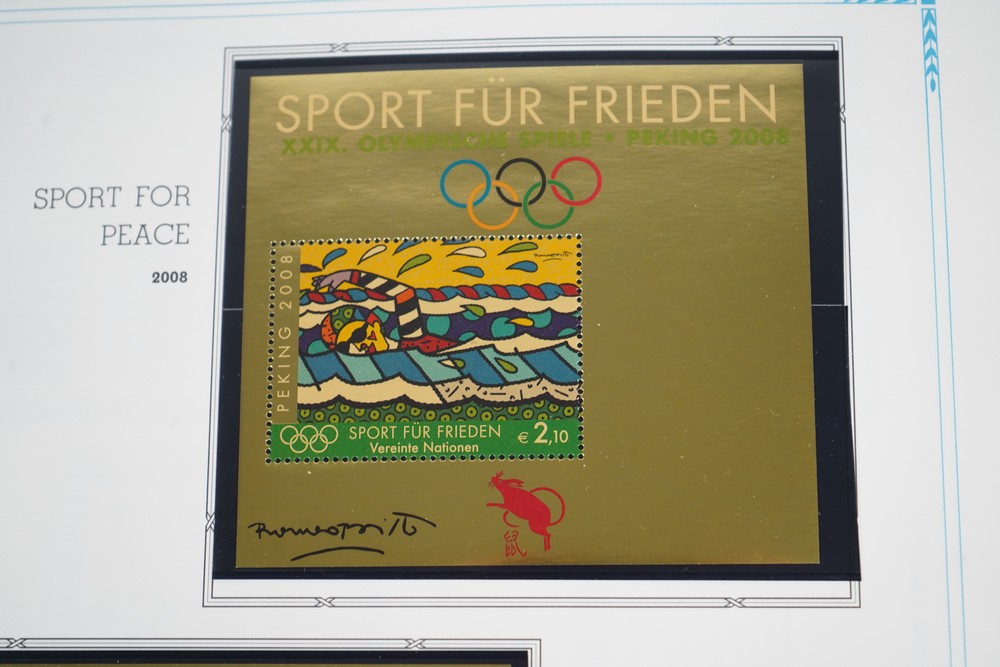 SPORT FOR
PEACE
2008
SPORT FÜR FRIEDEN
XXIX. OLYMPISCHE SPIELE • PEKING 2008
PEKING 2008
SPORT FÜR FRIEDEN
€ 2,10
Vereinte Nationen
鼠